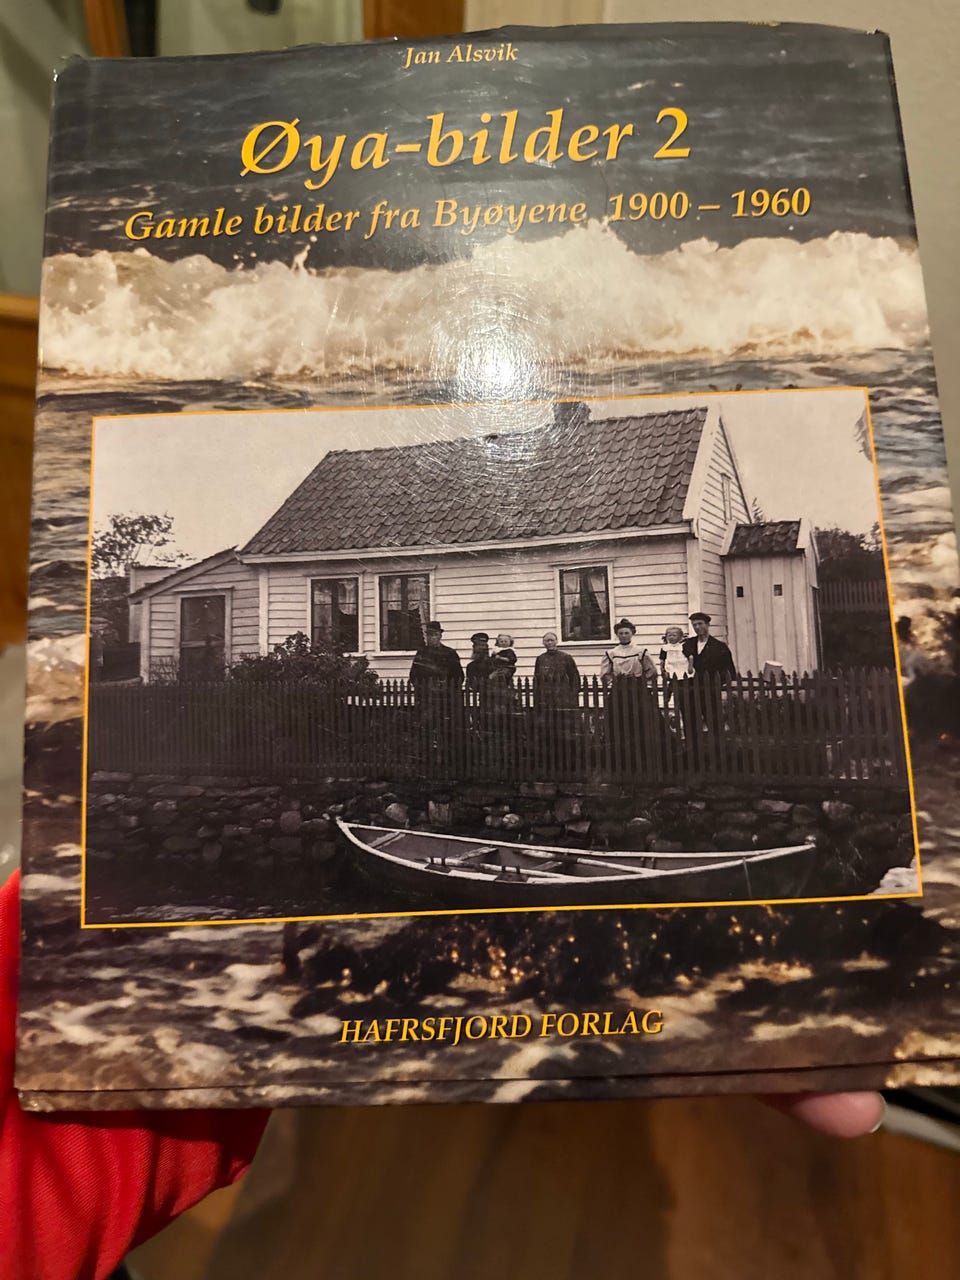 Jan Alsvik
Øya-bilder 2
Gamle bilder fra Byøyene 1900 – 1960
HAFRSFJORD FORLAG